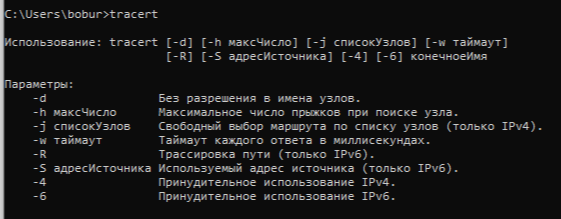 C:\Users\bobur>tracert
Использование: tracert [-d] [-h максЧисло] [-j списокУзлов] [-w таймаут]
[-R] [-S адресИсточника] [-4] [-6] конечноеИмя
Параметры:
-d Без разрешения в имена узлов.
-h максЧисло Максимальное число прыжков при поиске узла.
-j списокУзлов Свободный выбор маршрута по списку узлов (только IPv4).
-w таймаут Таймаут каждого ответа в миллисекундах.
-R Трассировка пути (только IPv6).
-S адресИсточника Используемый адрес источника (только IPv6).
-4 Принудительное использование IPv4.
-6 Принудительное использование IPv6.